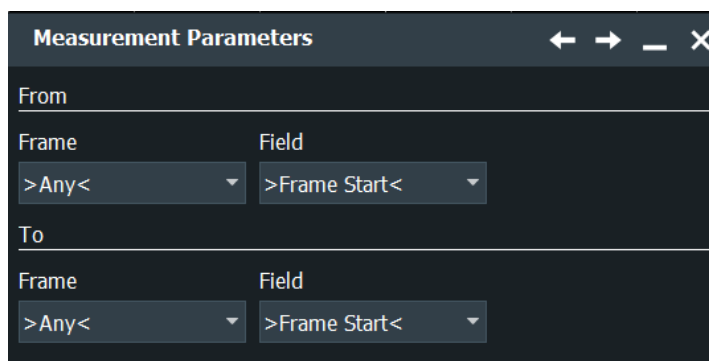 Measurement Parameters
From
Frame Field
>Any< >Frame Start<
To
Frame Field
>Any< >Frame Start<